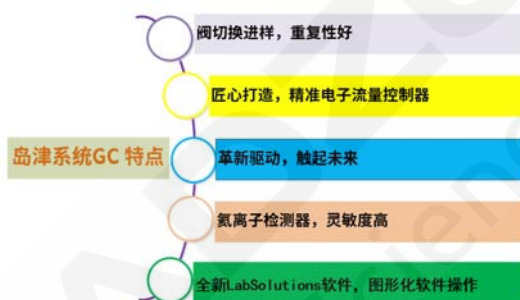 阀切换进样，重复性好
匠心打造，精准电子流量控制器
岛津系统GC 特点
革新驱动，触起未来
氦离子检测器，灵敏度高
全新LabSolutions软件，图形化软件操作